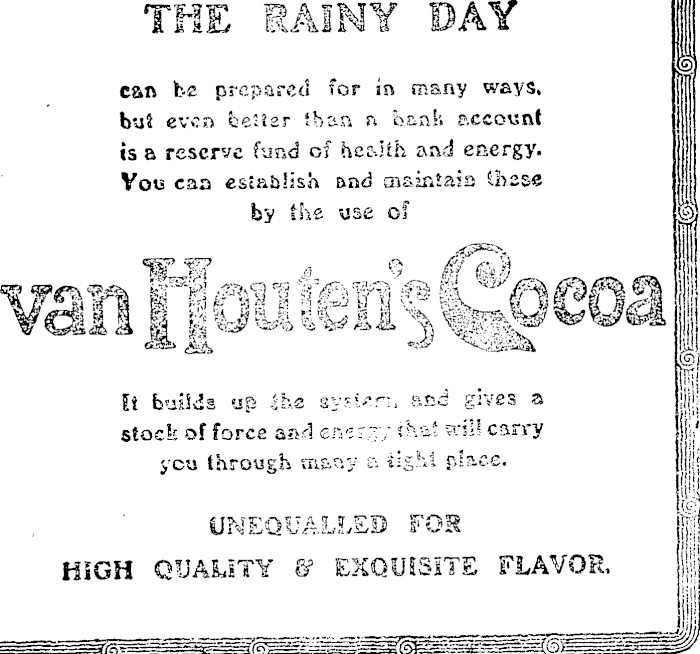 THE RAINY DAY
can be prepared for in many ways,
but even better than a bank account
is a reserve fund of health and energy.
You can establish and maintain these
by the use of
van Houten's Cocoa
It builds up the system, and gives a
stock of force and energy that will carry
you through many a tight place.
UNEQUALLED FOR
HIGH QUALITY & EXQUISITE FLAVOR.